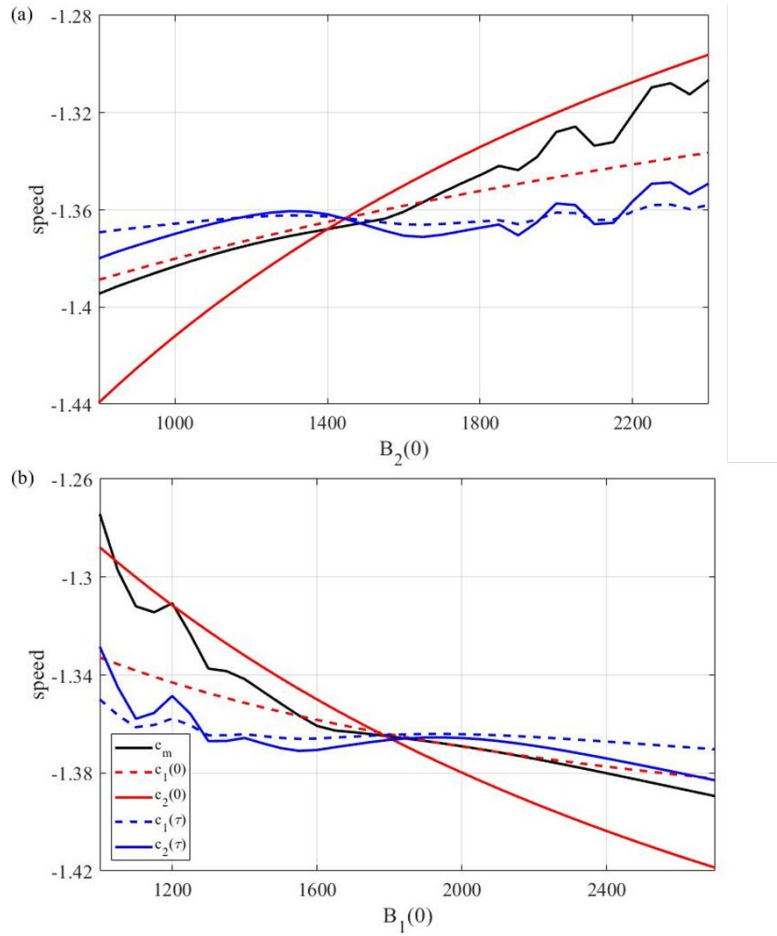 (a)
-1.28
-1.32
-1.36
-1.4
-1.44
speed
1000 1400 1800 2200
B₂(0)
(b)
-1.26
-1.3
-1.34
-1.38
-1.42
speed
c_m
c₁(0)
c₂(0)
c₁(τ)
c₂(τ)
1200 1600 2000 2400
B₁(0)